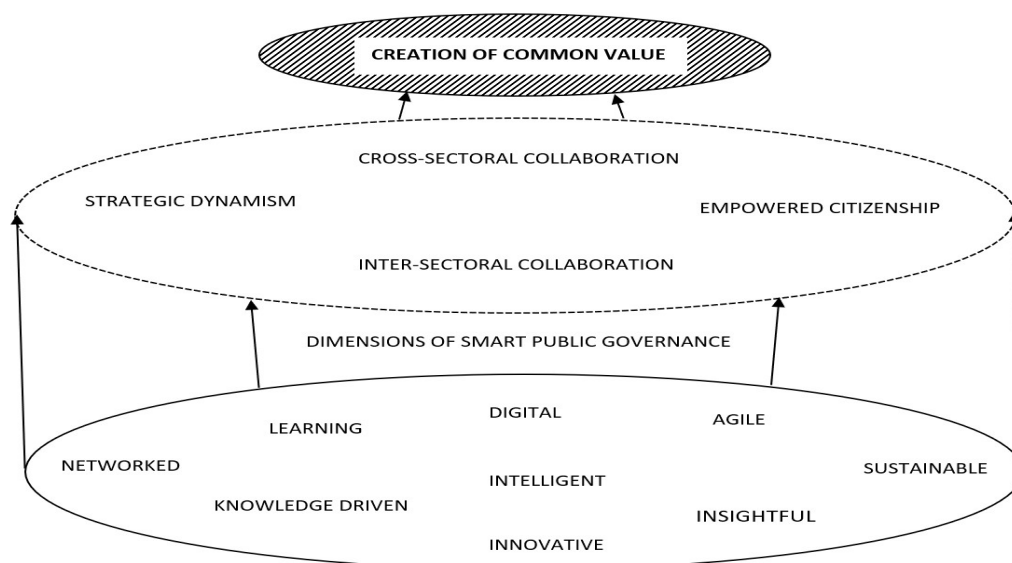 CREATION OF COMMON VALUE
CROSS-SECTORAL COLLABORATION
STRATEGIC DYNAMISM
EMPOWERED CITIZENSHIP
INTER-SECTORAL COLLABORATION
DIMENSIONS OF SMART PUBLIC GOVERNANCE
DIGITAL
AGILE
LEARNING
NETWORKED
SUSTAINABLE
INTELLIGENT
KNOWLEDGE DRIVEN
INSIGHTFUL
INNOVATIVE